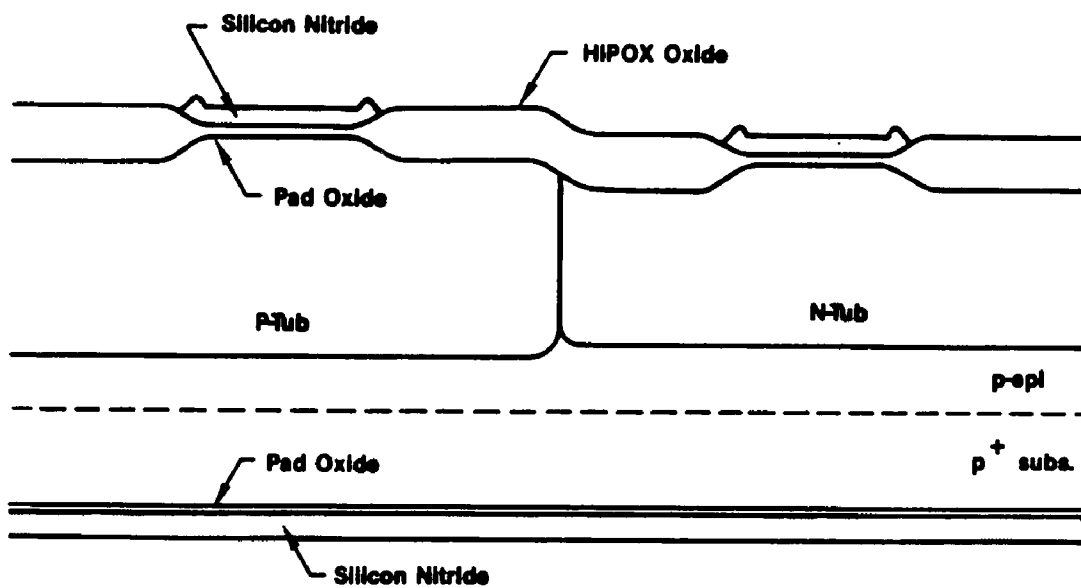 Silicon Nitride
HIPOX Oxide
Pad Oxide
P-Tub
N-Tub
p-epi
p+ subs.
Pad Oxide
Silicon Nitride